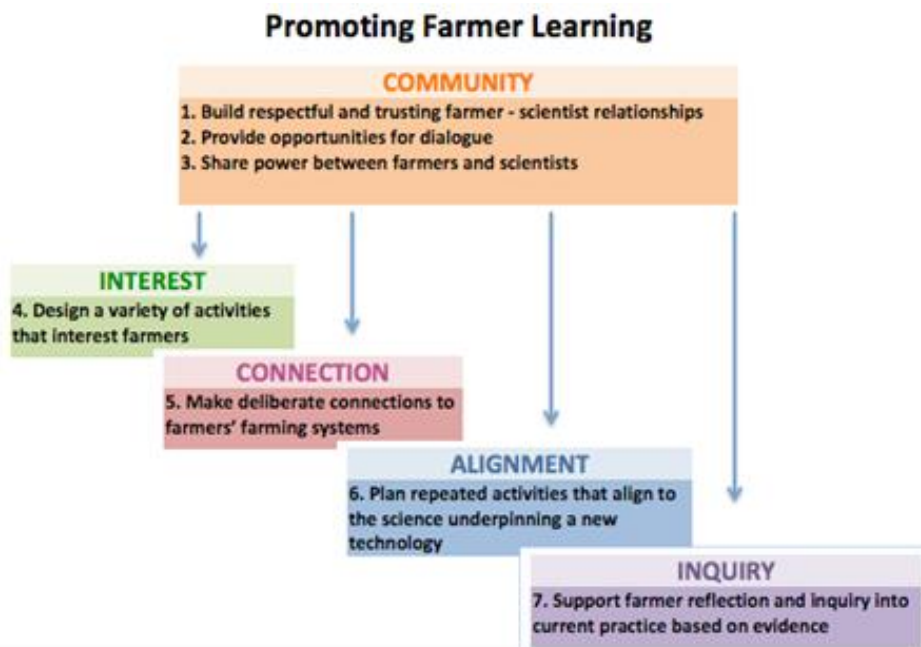 Promoting Farmer Learning
COMMUNITY
1. Build respectful and trusting farmer - scientist relationships
2. Provide opportunities for dialogue
3. Share power between farmers and scientists
INTEREST
4. Design a variety of activities
that interest farmers
CONNECTION
5. Make deliberate connections to
farmers’ farming systems
ALIGNMENT
6. Plan repeated activities that align to
the science underpinning a new
technology
INQUIRY
7. Support farmer reflection and inquiry into
current practice based on evidence